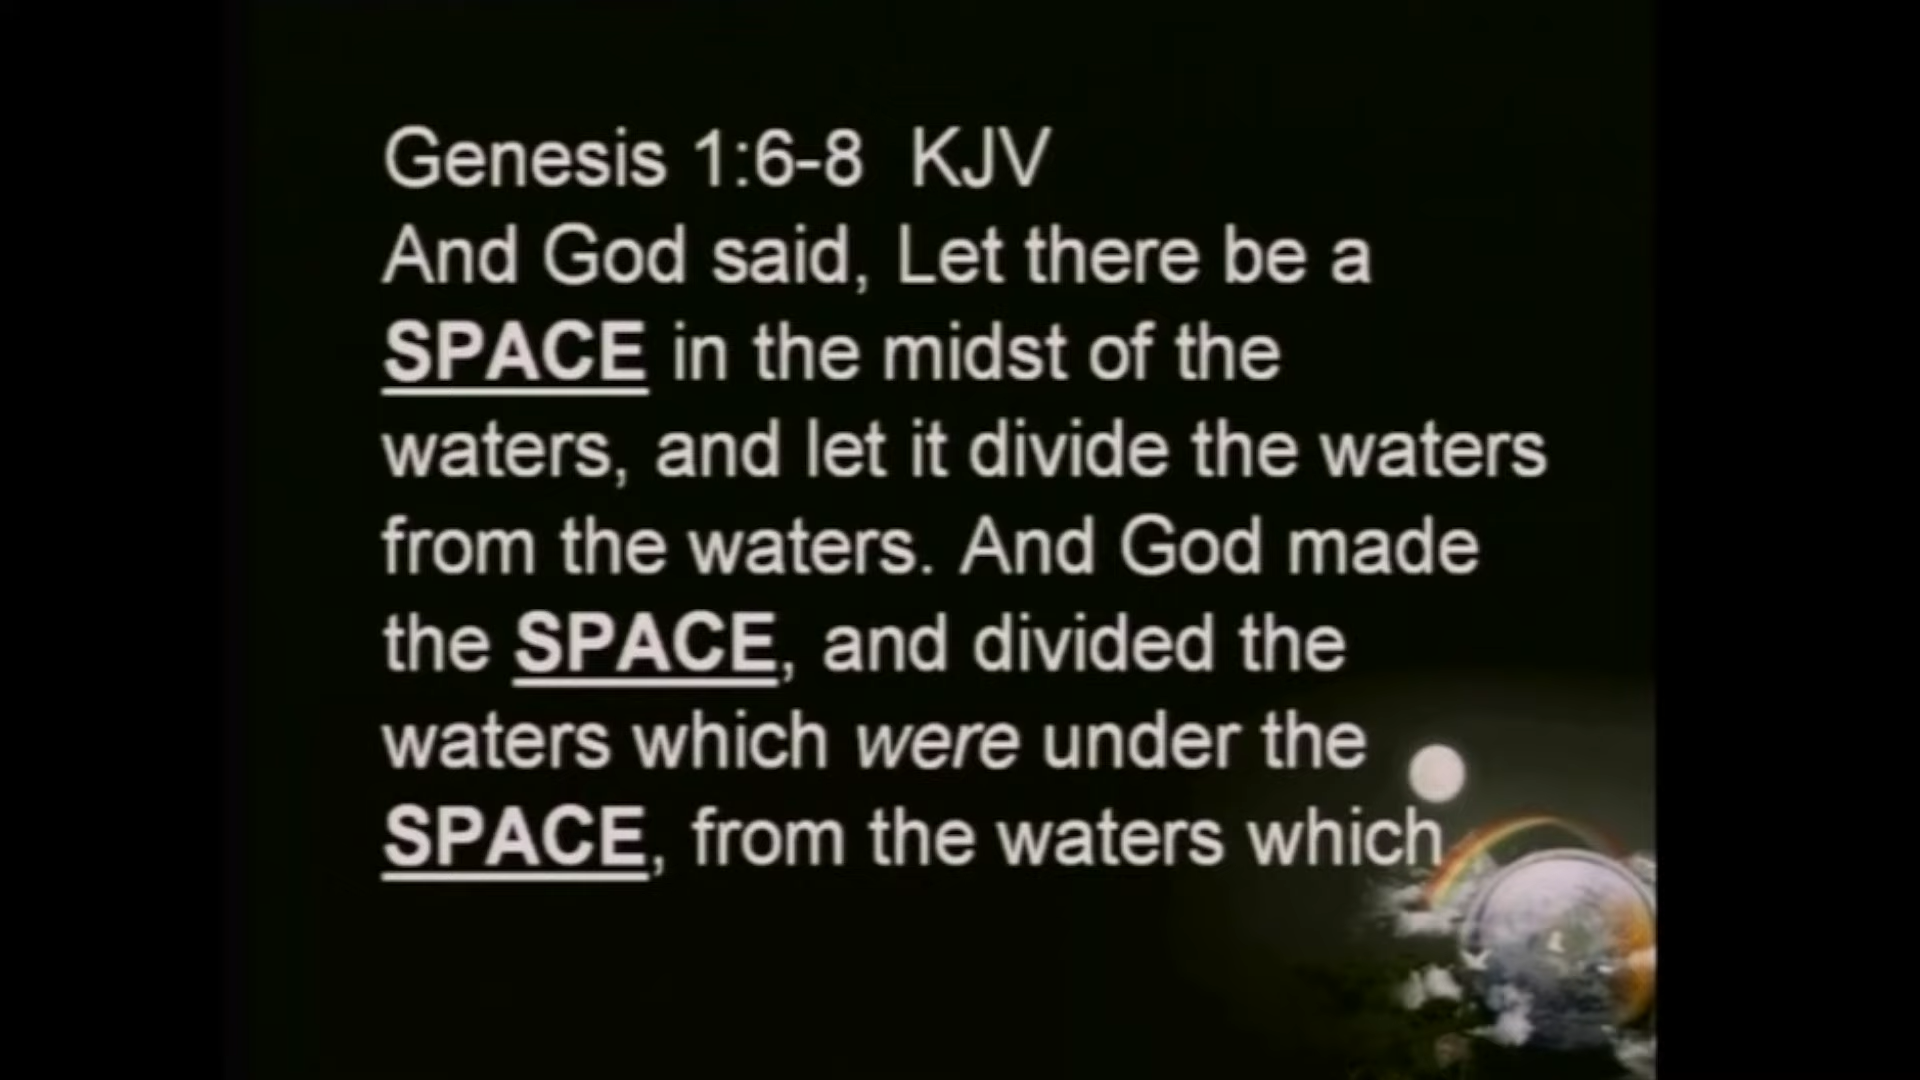 Genesis 1:6-8 KJV
And God said, Let there be a
SPACE in the midst of the
waters, and let it divide the waters
from the waters. And God made
the SPACE, and divided the
waters which were under the
SPACE, from the waters which